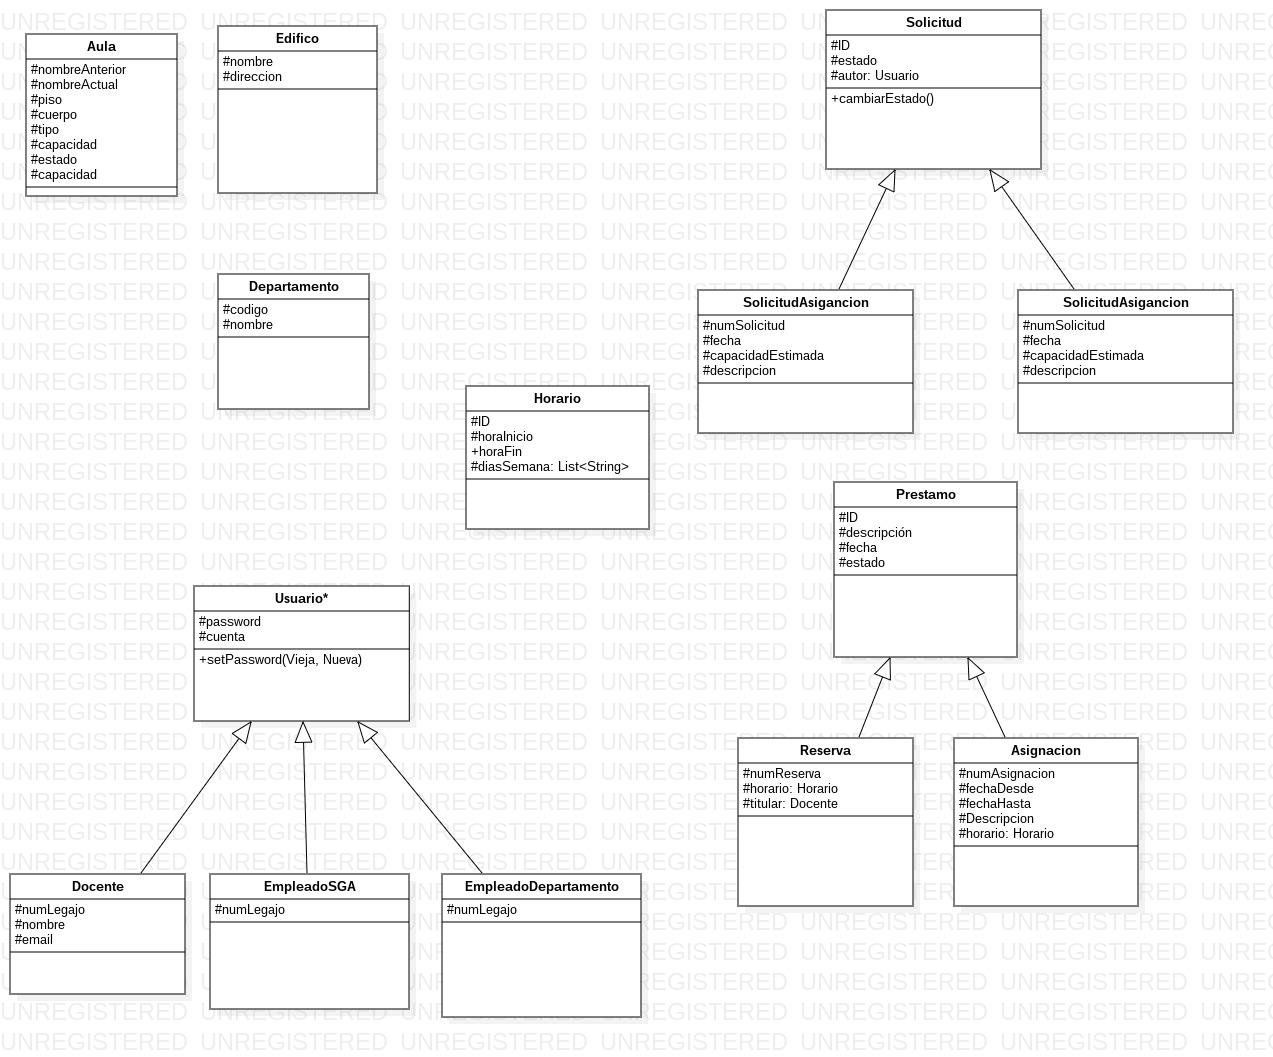 Aula
#nombreAnterior
#nombreActual
#piso
#cuerpo
#tipo
#capacidad
#estado
#capacidad
Edifico
#nombre
#direccion
Solicitud
#ID
#estado
#autor: Usuario
+cambiarEstado()
Departamento
#codigo
#nombre
SolicitudAsigancion
#numSolicitud
#fecha
#capacidadEstimada
#descripcion
SolicitudAsigancion
#numSolicitud
#fecha
#capacidadEstimada
#descripcion
Horario
#ID
#horaInicio
+horaFin
#diasSemana: List<String>
Prestamo
#ID
#descripción
#fecha
#estado
Usuario*
#password
#cuenta
+setPassword(Vieja, Nueva)
Reserva
#numReserva
#horario: Horario
#titular: Docente
Asignacion
#numAsignacion
#fechaDesde
#fechaHasta
#Descripcion
#horario: Horario
Docente
#numLegajo
#nombre
#email
EmpleadoSGA
#numLegajo
EmpleadoDepartamento
#numLegajo
UNREGISTERED